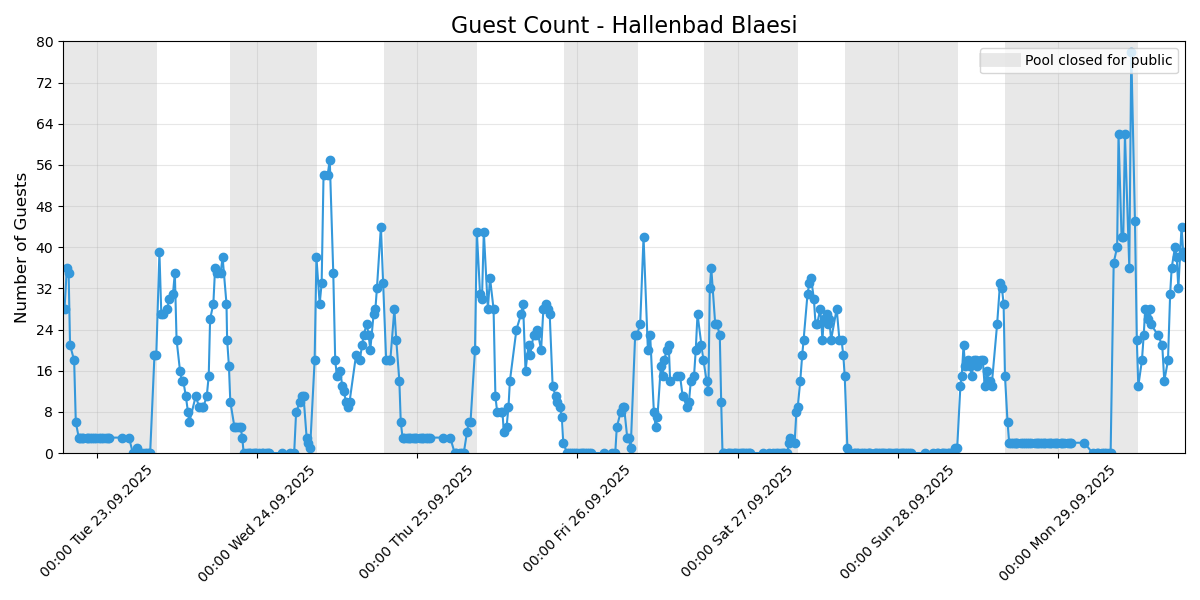 Guest Count - Hallenbad Blaesi
Pool closed for public
Number of Guests
80
72
64
56
48
40
32
24
16
8
0
00:00 Tue 23.09.2025
00:00 Wed 24.09.2025
00:00 Thu 25.09.2025
00:00 Fri 26.09.2025
00:00 Sat 27.09.2025
00:00 Sun 28.09.2025
00:00 Mon 29.09.2025